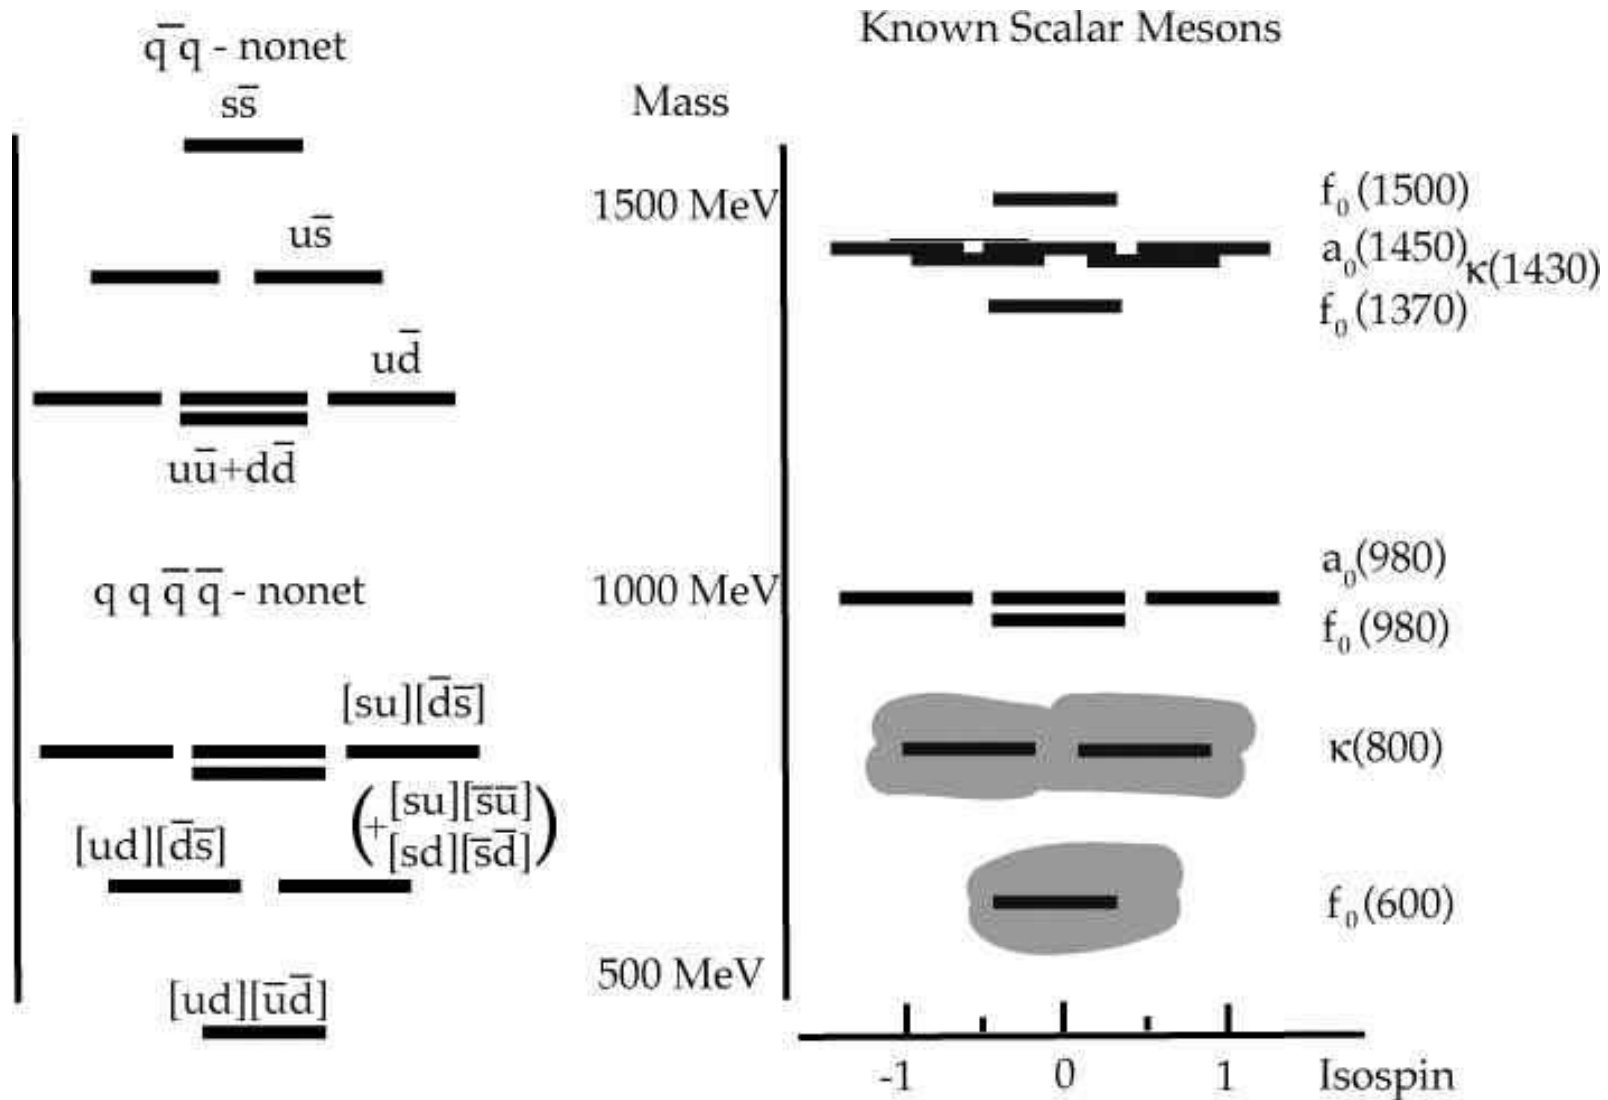 q̄q - nonet
ss̄
us̄
ud̄
uū+dd̄
q q q̄ q̄ - nonet
[su][d̄s̄]
(+[su][s̄ū]
[sd][s̄d̄])
[ud][d̄s̄]
[ud][ūd̄]
Mass
1500 MeV
1000 MeV
500 MeV
Known Scalar Mesons
f₀(1500)
a₀(1450)
κ(1430)
f₀(1370)
a₀(980)
f₀(980)
κ(800)
f₀(600)
-1 0 1 Isospin